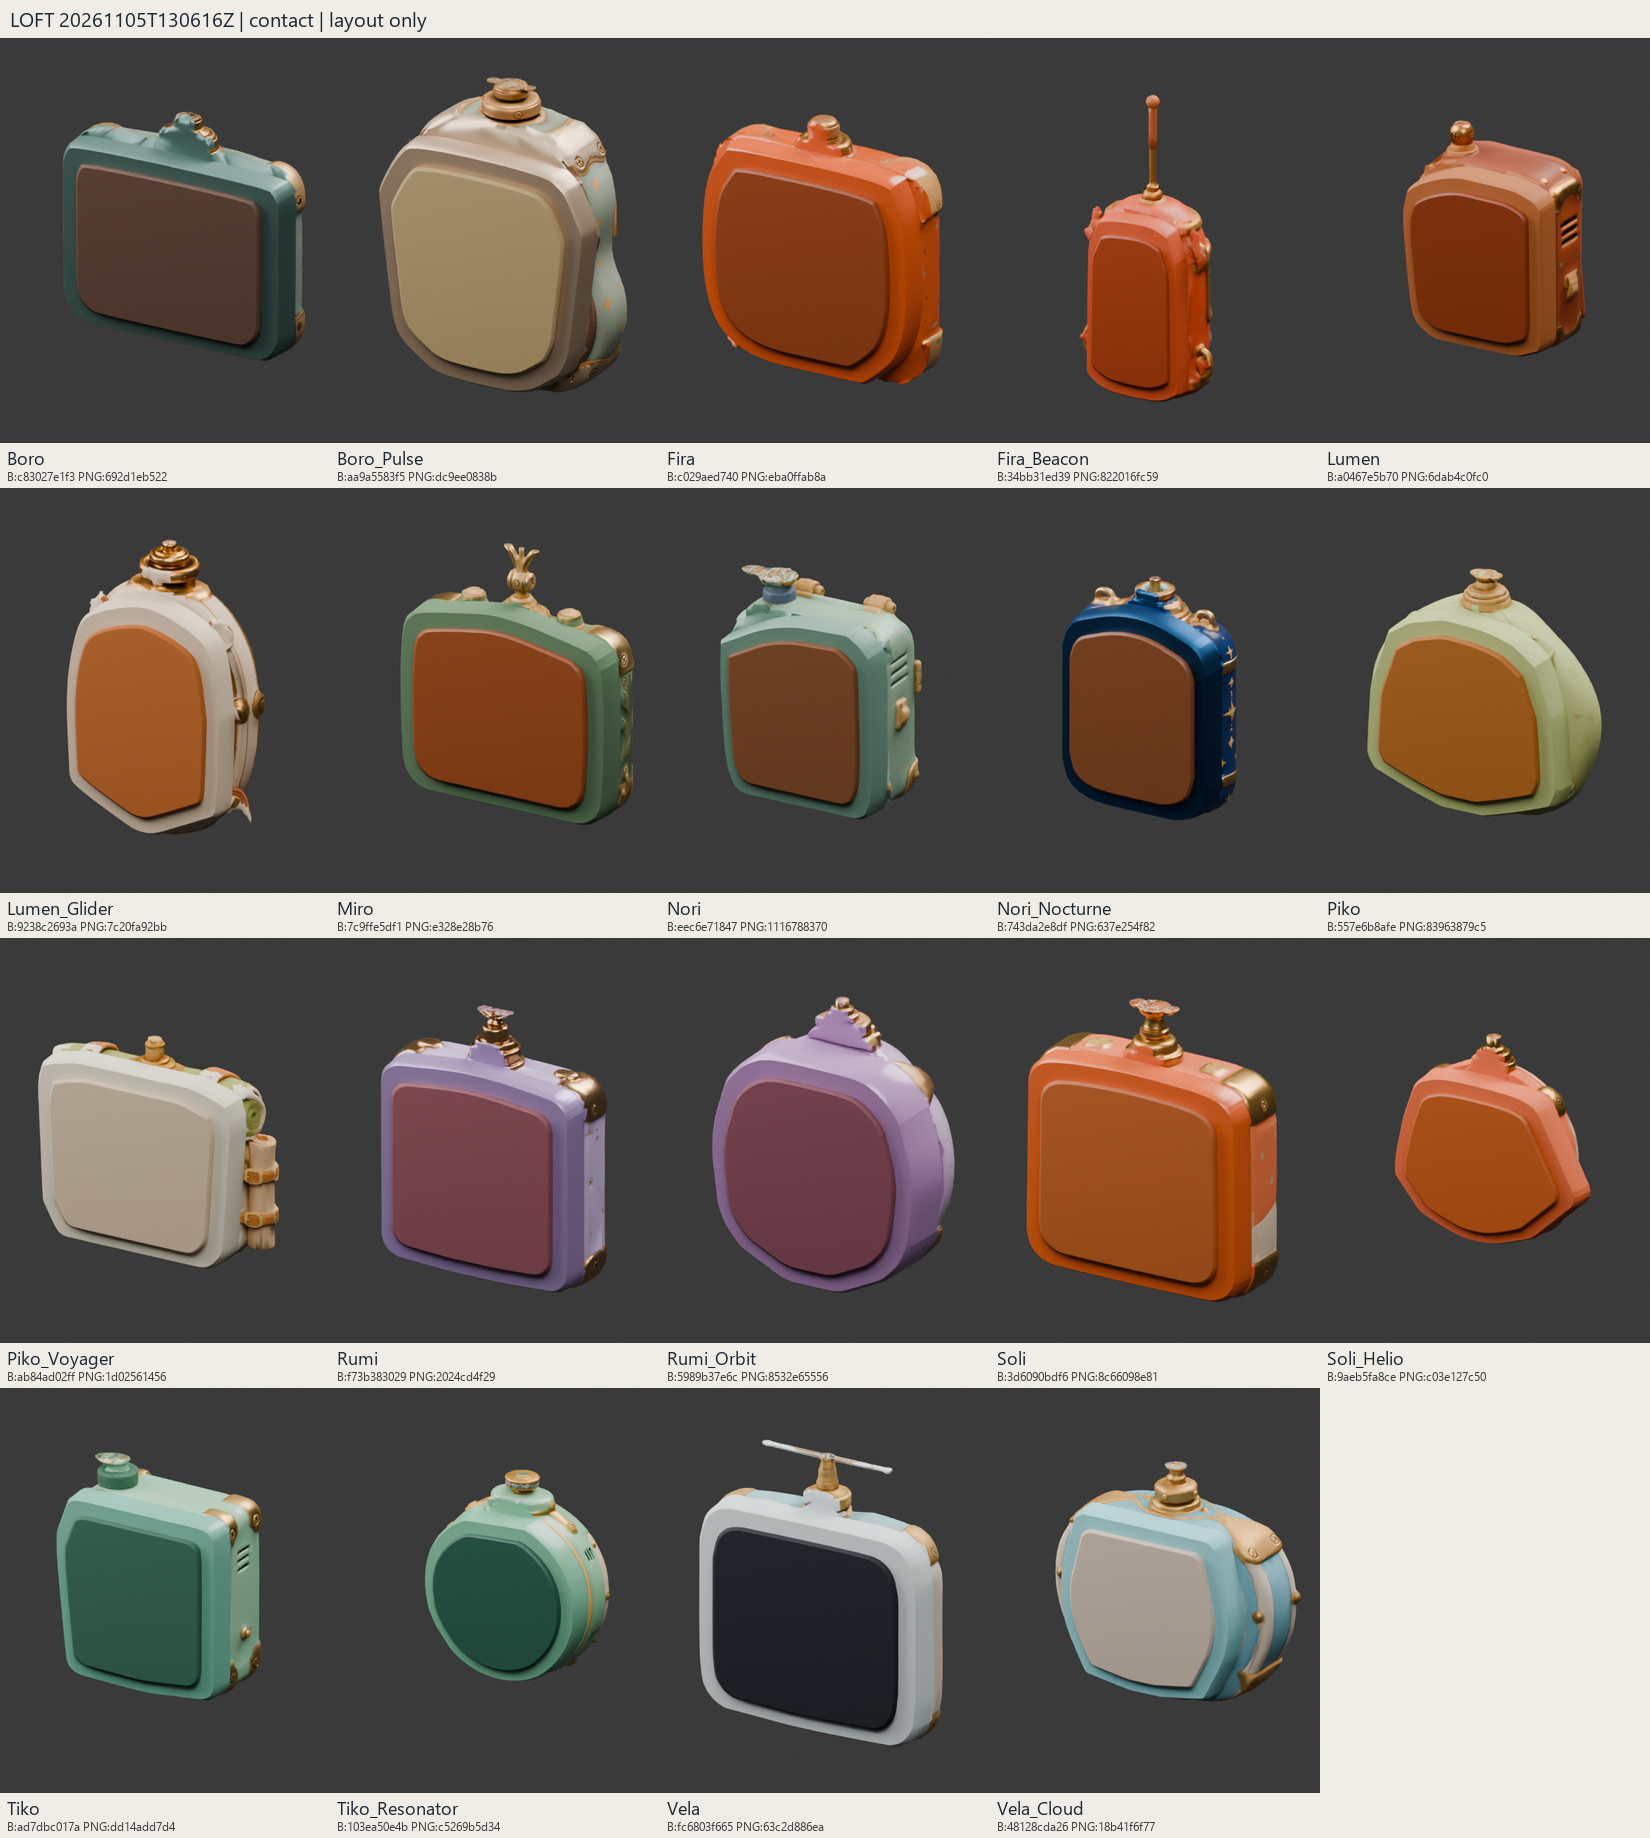 LOFT 20261105T130616Z | contact | layout only
Boro
B:c83027e1f3 PNG:692d1eb522
Boro_Pulse
B:aa9a5583f5 PNG:dc9ee0838b
Fira
B:c029aed740 PNG:eba0ffab8a
Fira_Beacon
B:34bb31ed39 PNG:822016fc59
Lumen
B:a0467e5b70 PNG:6dab4c0fc0
Lumen_Glider
B:9238c2693a PNG:7c20fa92bb
Miro
B:7c9ffe5df1 PNG:e328e28b76
Nori
B:eec6e71847 PNG:1116788370
Nori_Nocturne
B:743da2e8df PNG:637e254f82
Piko
B:557e6b8afe PNG:83963879c5
Piko_Voyager
B:ab84ad02ff PNG:1d02561456
Rumi
B:f73b383029 PNG:2024cd4f29
Rumi_Orbit
B:5989b37e6c PNG:8532e65556
Soli
B:3d6090bdf6 PNG:8c66098e81
Soli_Helio
B:9aeb5fa8ce PNG:c03e127c50
Tiko
B:ad7dbc017a PNG:dd14add7d4
Tiko_Resonator
B:103ea50e4b PNG:c5269b5d34
Vela
B:fc6803f665 PNG:63c2d886ea
Vela_Cloud
B:48128cda26 PNG:18b41f6f77